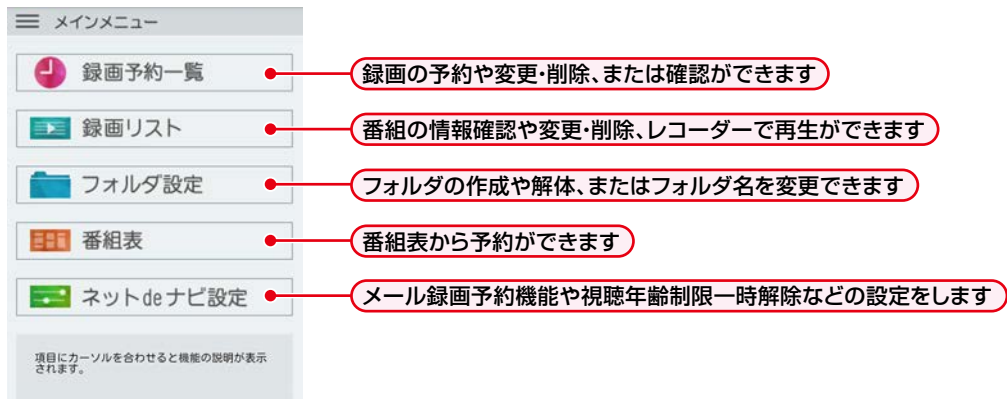 メインメニュー
録画予約一覧
録画の予約や変更・削除、または確認ができます
録画リスト
番組の情報確認や変更・削除、レコーダーで再生ができます
フォルダ設定
フォルダの作成や解体、またはフォルダ名を変更できます
番組表
番組表から予約ができます
ネットdeナビ設定
メール録画予約機能や視聴年齢制限一時解除などの設定をします
項目にカーソルを合わせると機能の説明が表示
されます。